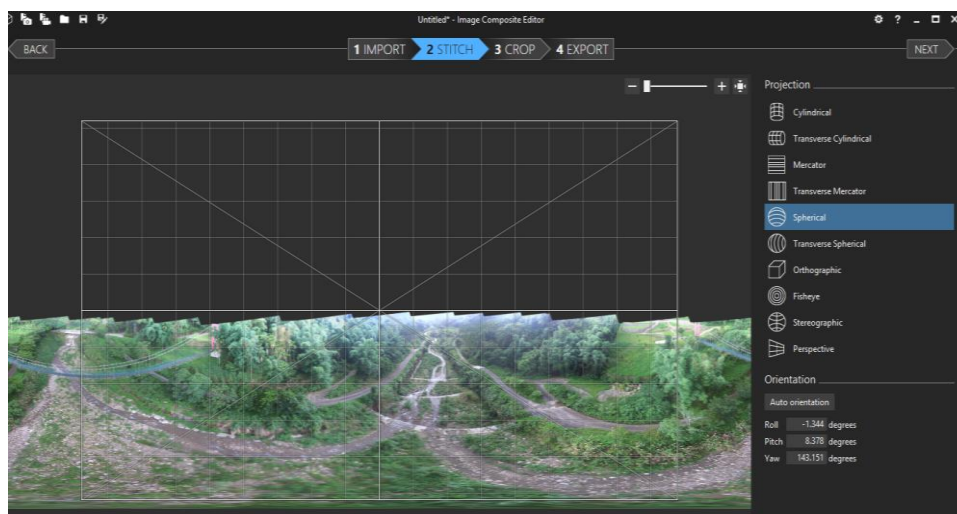 Untitled* - Image Composite Editor
?
BACK
1 IMPORT 2 STITCH 3 CROP 4 EXPORT
NEXT
Projection
Cylindrical
Transverse Cylindrical
Mercator
Transverse Mercator
Spherical
Transverse Spherical
Orthographic
Fisheye
Stereographic
Perspective
Orientation
Auto orientation
Roll -1.344 degrees
Pitch 8.378 degrees
Yaw 143.151 degrees